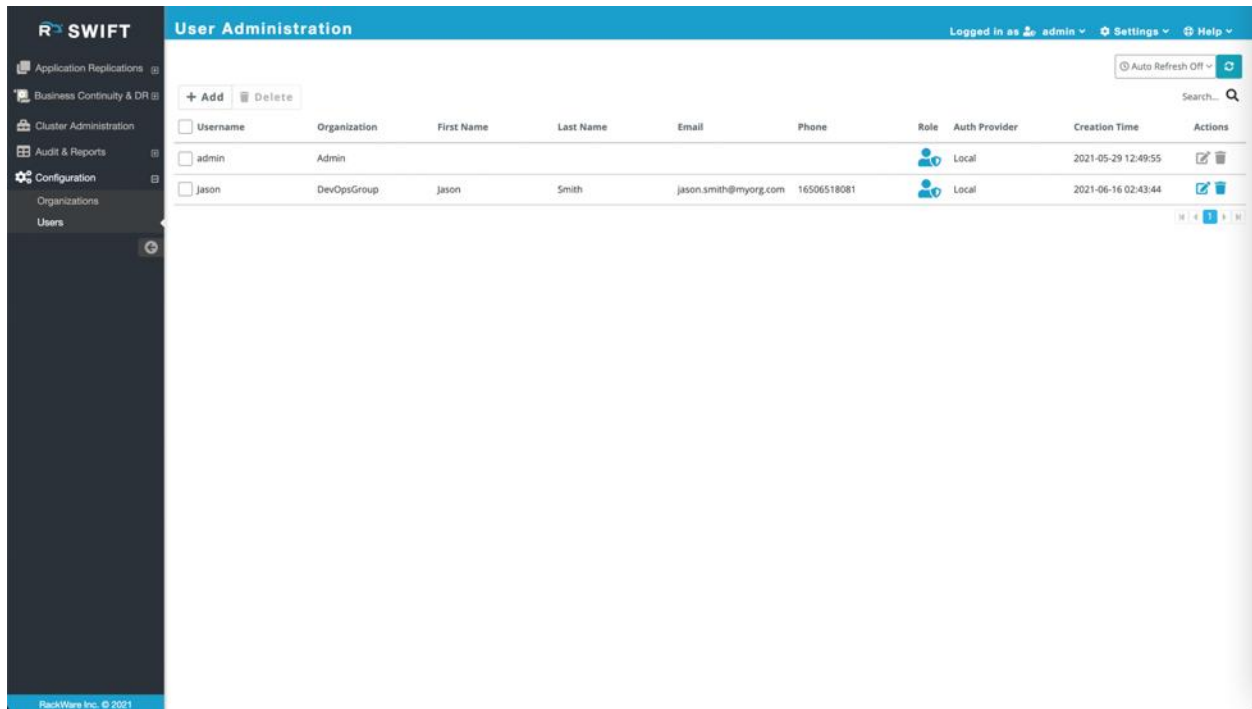 SWIFT
User Administration
Logged in as admin Settings Help
Application Replications
Auto Refresh Off
Business Continuity & DR
+ Add Delete
Search...
Cluster Administration
Username Organization First Name Last Name Email Phone Role Auth Provider Creation Time Actions
Audit & Reports
admin Admin Local 2021-05-29 12:49:55
Configuration
Jason DevOpsGroup Jason Smith jason.smith@myorg.com 16506518081 Local 2021-06-16 02:43:44
Organizations
Users
1
RackWare Inc. © 2021